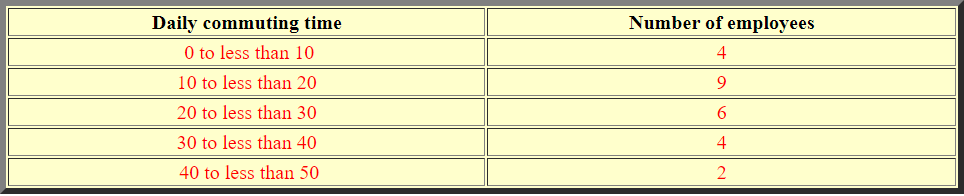 Daily commuting time Number of employees
0 to less than 10 4
10 to less than 20 9
20 to less than 30 6
30 to less than 40 4
40 to less than 50 2